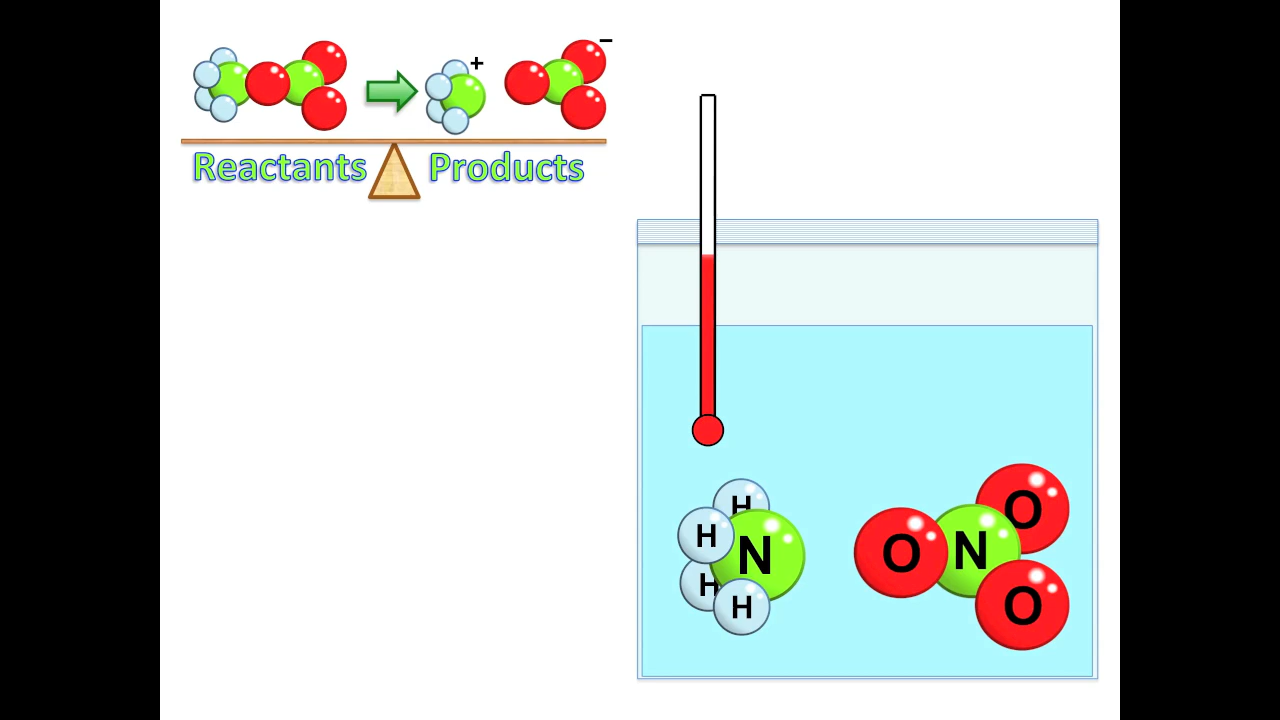 + –
Reactants Products
H
H N O N O
H
H O